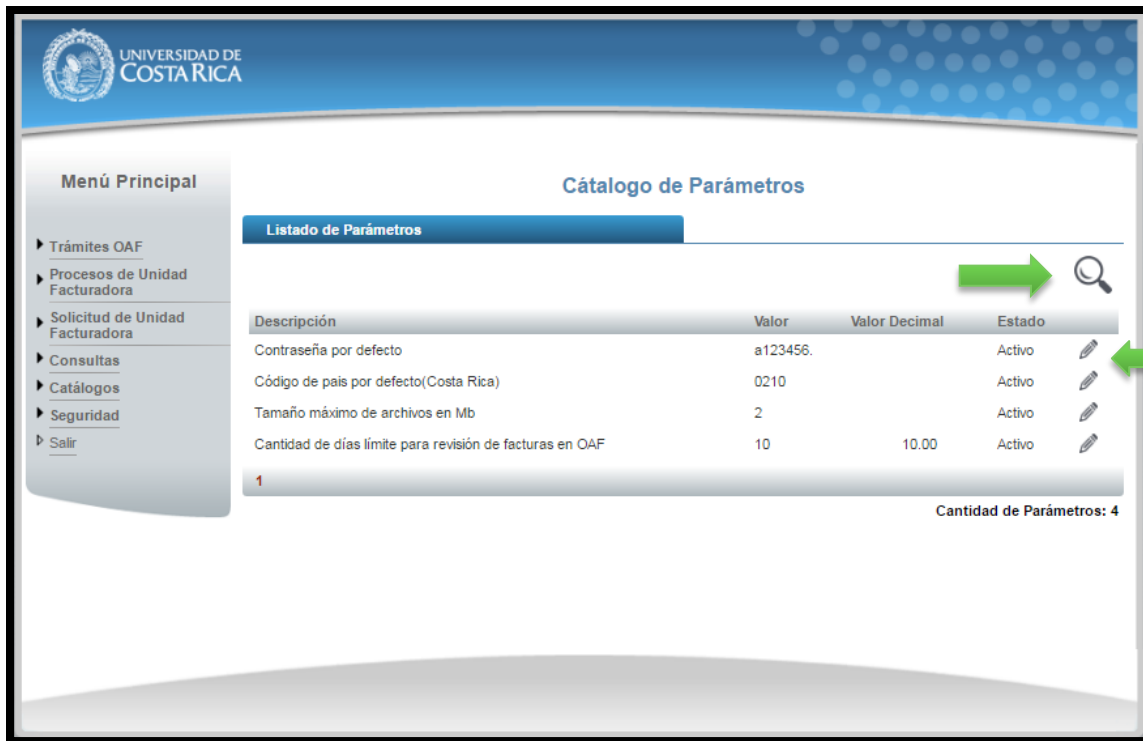 UNIVERSIDAD DE
COSTA RICA
Menú Principal
Trámites OAF
Procesos de Unidad
Facturadora
Solicitud de Unidad
Facturadora
Consultas
Catálogos
Seguridad
Salir
Cátalogo de Parámetros
Listado de Parámetros
Descripción Valor Valor Decimal Estado
Contraseña por defecto a123456. Activo
Código de pais por defecto(Costa Rica) 0210 Activo
Tamaño máximo de archivos en Mb 2 Activo
Cantidad de días límite para revisión de facturas en OAF 10 10.00 Activo
1
Cantidad de Parámetros: 4